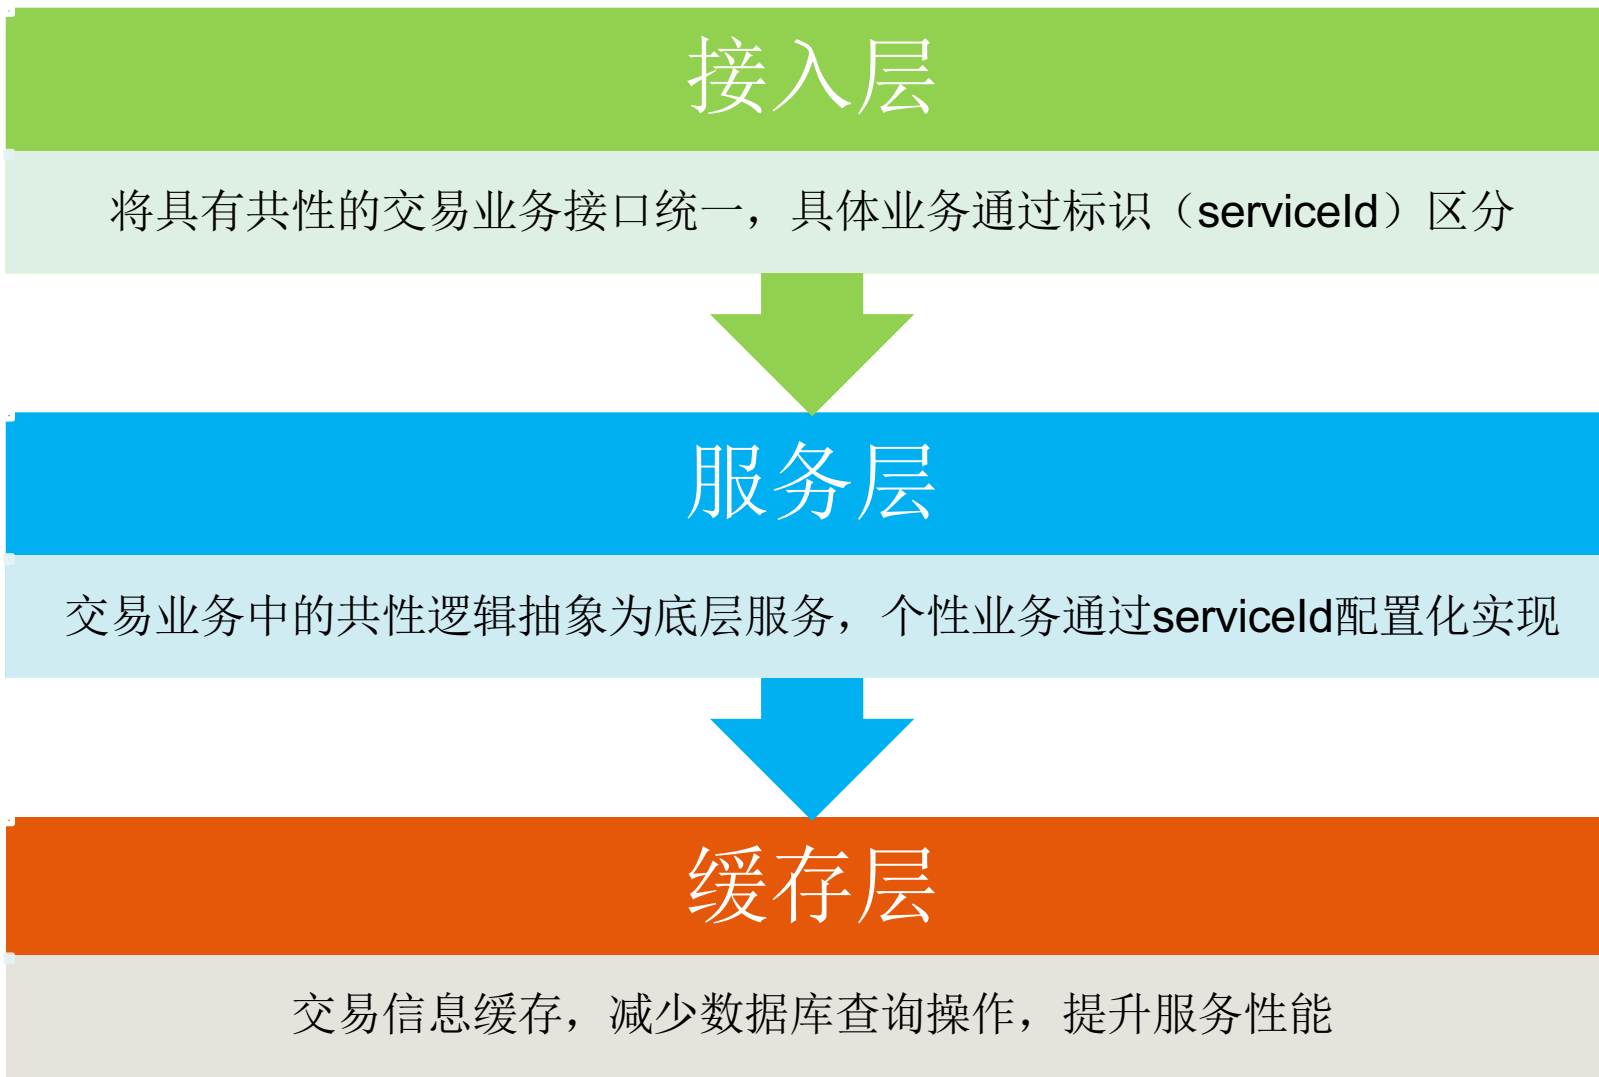 接入层
将具有共性的交易业务接口统一，具体业务通过标识（serviceId）区分
服务层
交易业务中的共性逻辑抽象为底层服务，个性业务通过serviceId配置化实现
缓存层
交易信息缓存，减少数据库查询操作，提升服务性能